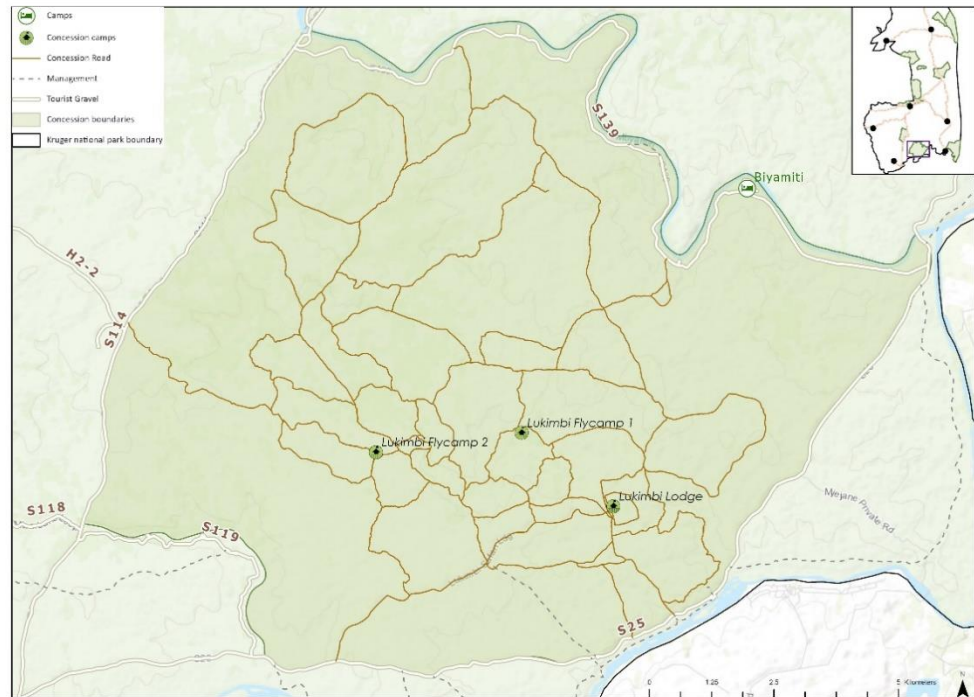 Camps
Concession camps
Concession Road
Management
Tourist Gravel
Concession boundaries
Kruger national park boundary
S139
Biyamiti
H2-2
S114
Lukimbi Flycamp 1
Lukimbi Flycamp 2
Lukimbi Lodge
Mjejane Private Rd
S118
S119
S25
0 1.25 2.5 5 Kilometers
N